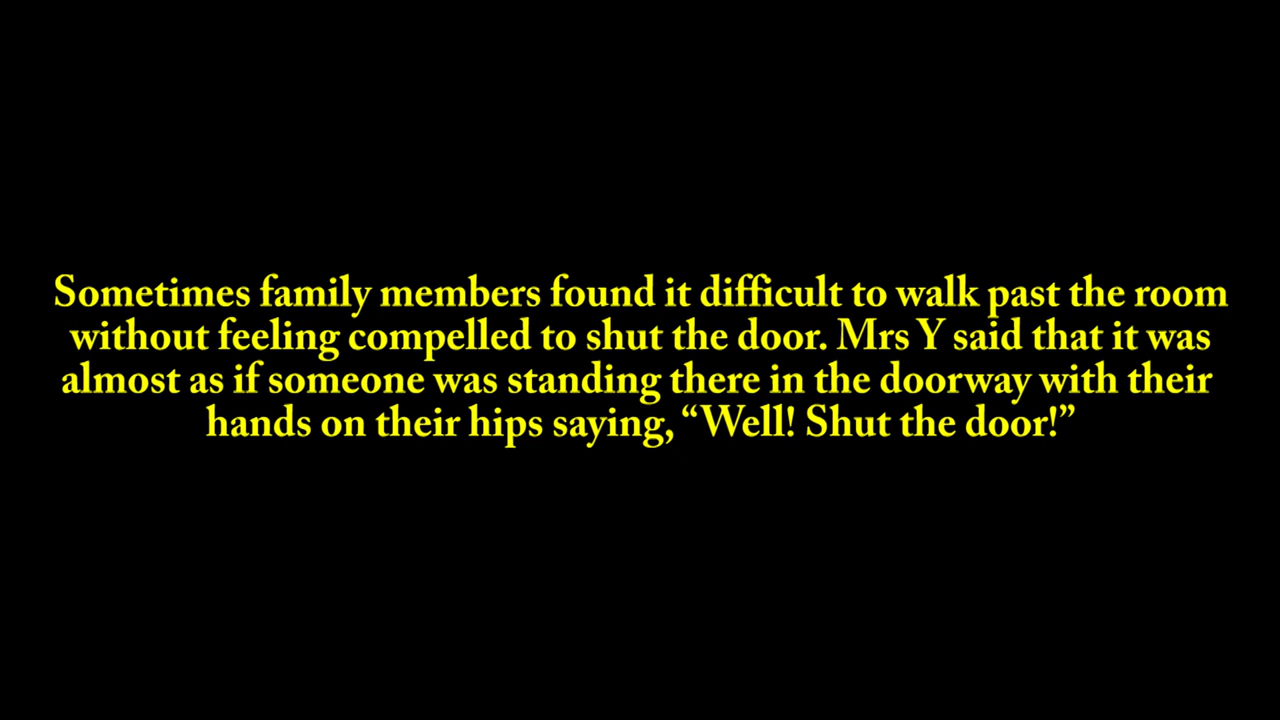 Sometimes family members found it difficult to walk past the room
without feeling compelled to shut the door. Mrs Y said that it was
almost as if someone was standing there in the doorway with their
hands on their hips saying, “Well! Shut the door!”